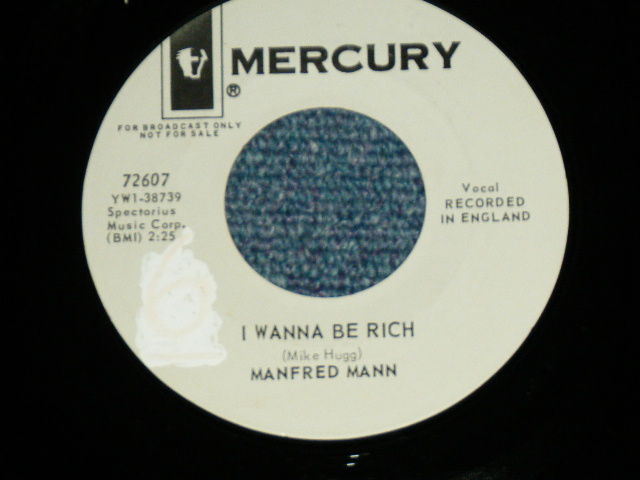 MERCURY
®
FOR BROADCAST ONLY
NOT FOR SALE
72607
YW1-38739
Spectorius
Music Corp.
(BMI) 2:25
Vocal
RECORDED
IN ENGLAND
6
I WANNA BE RICH
(Mike Hugg)
MANFRED MANN